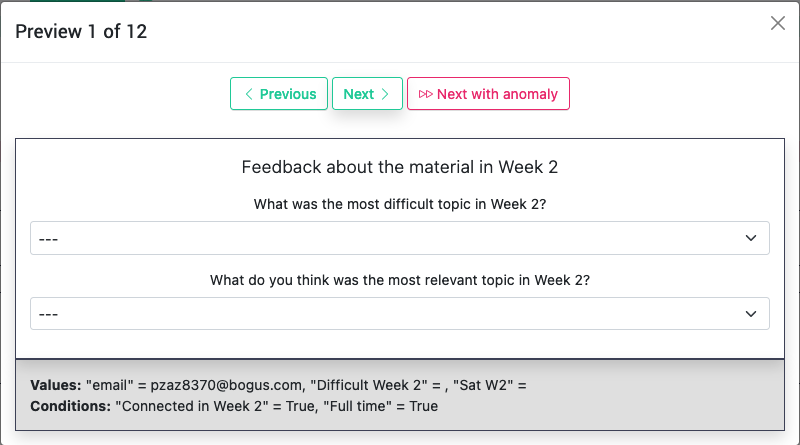 Preview 1 of 12
Previous Next Next with anomaly
Feedback about the material in Week 2
What was the most difficult topic in Week 2?
---
What do you think was the most relevant topic in Week 2?
---
Values: "email" = pzaz8370@bogus.com, "Difficult Week 2" = , "Sat W2" =
Conditions: "Connected in Week 2" = True, "Full time" = True